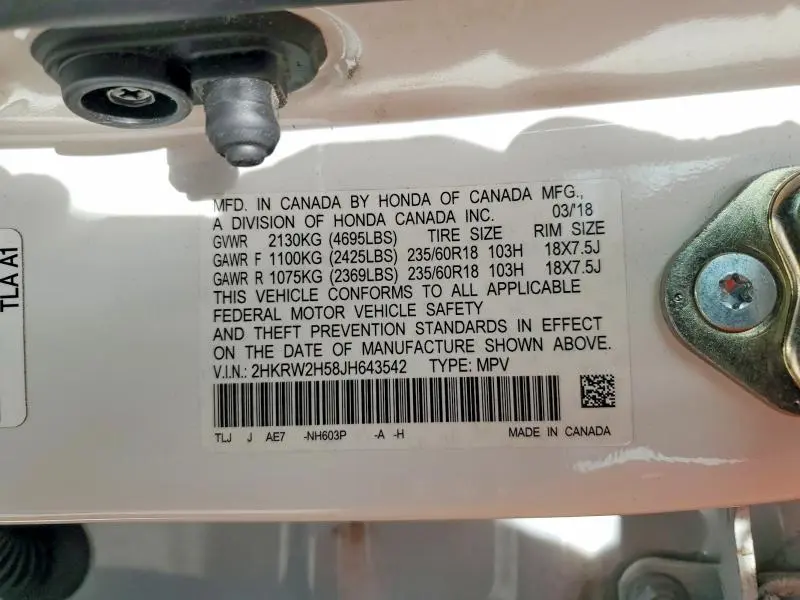 MFD. IN CANADA BY HONDA OF CANADA MFG.,
A DIVISION OF HONDA CANADA INC. 03/'18
GVWR 2130KG (4695LBS) TIRE SIZE RIM SIZE
GAWR F 1100KG (2425LBS) 235/60R18 103H 18X7.5J
GAWR R 1075KG (2369LBS) 235/60R18 103H 18X7.5J
THIS VEHICLE CONFORMS TO ALL APPLICABLE
FEDERAL MOTOR VEHICLE SAFETY
AND THEFT PREVENTION STANDARDS IN EFFECT
ON THE DATE OF MANUFACTURE SHOWN ABOVE.
V.I.N.: 2HKRW2H58JH643542 TYPE: MPV
TLJ J AE7 -NH603P -A -H MADE IN CANADA
TLA A1